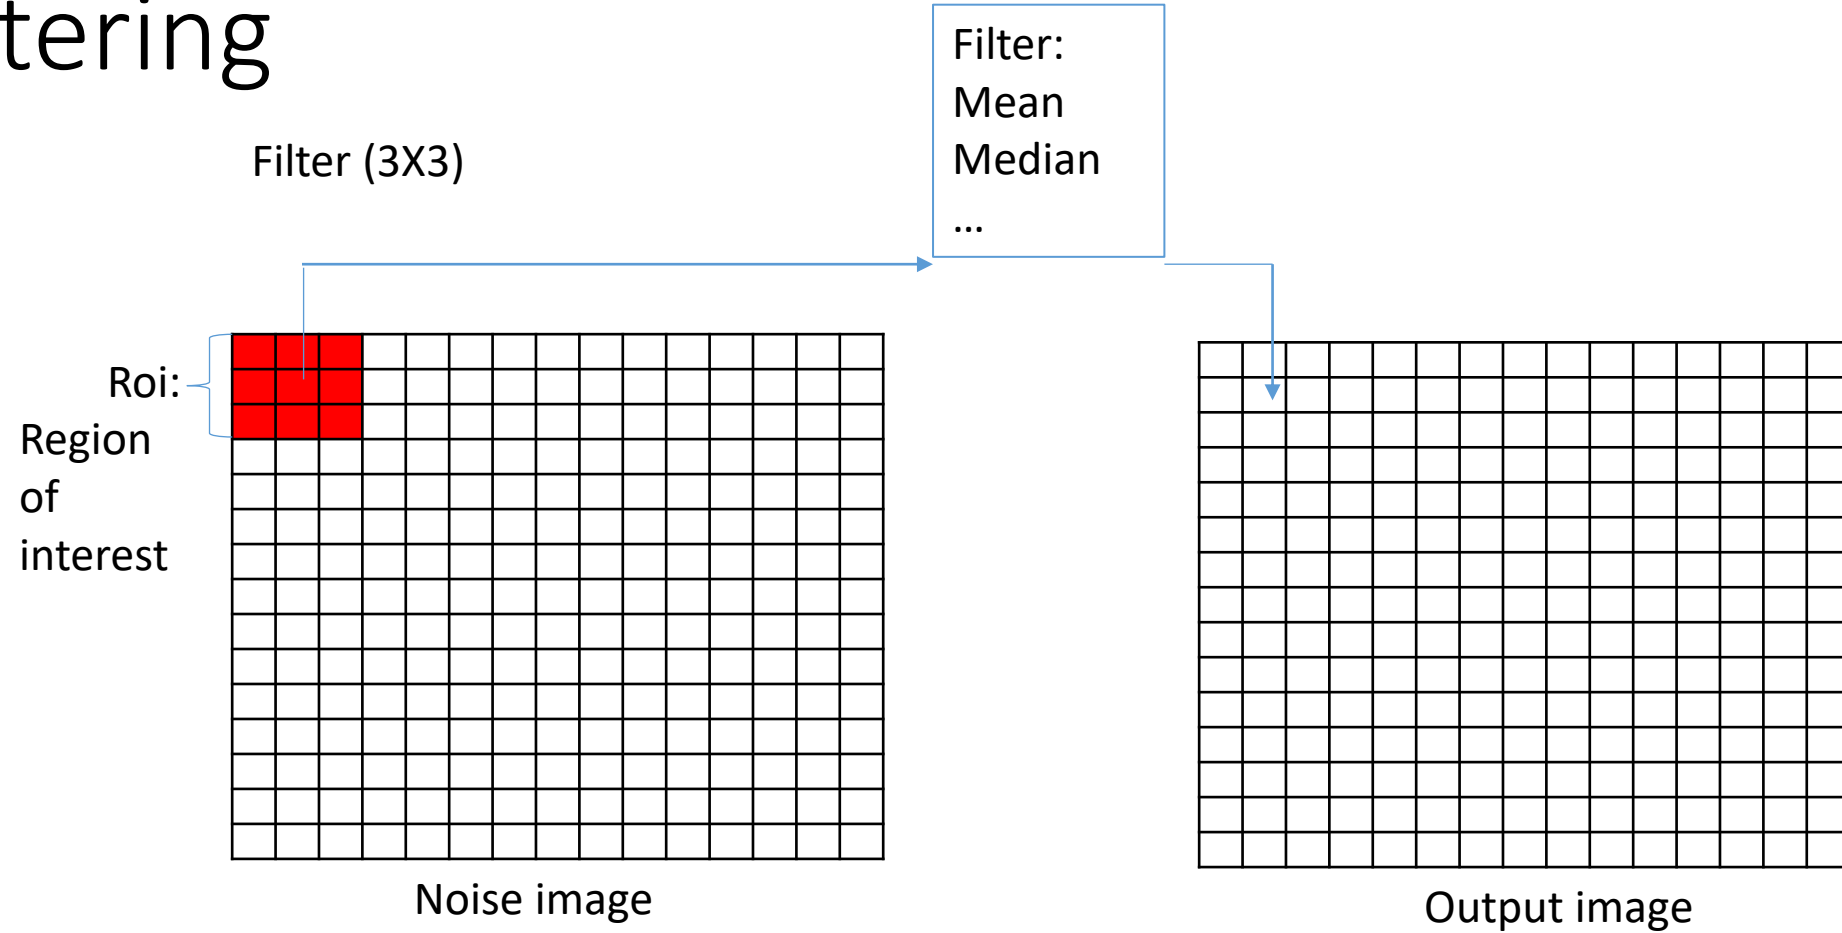 tering
Filter:
Mean
Median
...
Filter (3X3)
Roi:
Region
of
interest
Noise image
Output image